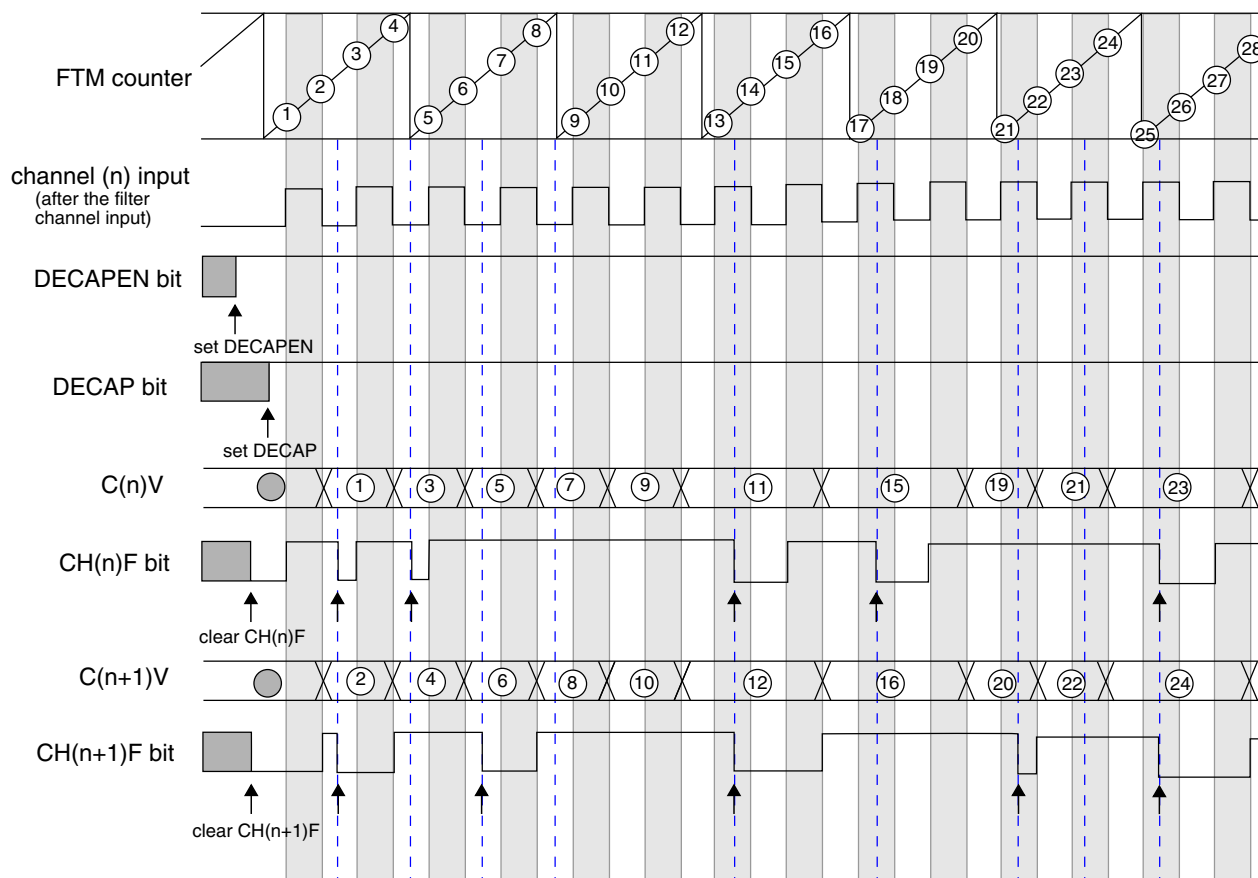 FTM counter
1 2 3 4 5 6 7 8 9 10 11 12 13 14 15 16 17 18 19 20 21 22 23 24 25 26 27 28
channel (n) input
(after the filter
channel input)
DECAPEN bit
set DECAPEN
DECAP bit
set DECAP
C(n)V 1 3 5 7 9 11 15 19 21 23
CH(n)F bit
clear CH(n)F
C(n+1)V 2 4 6 8 10 12 16 20 22 24
CH(n+1)F bit
clear CH(n+1)F